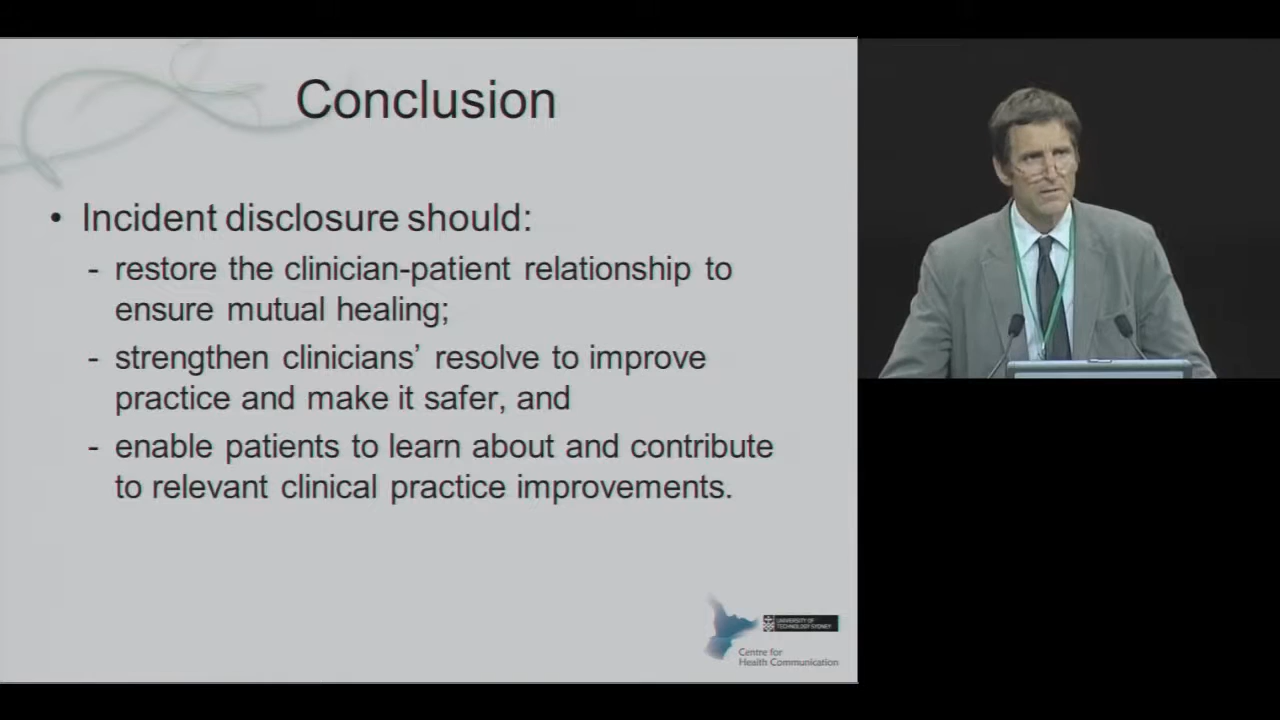 Conclusion
• Incident disclosure should:
- restore the clinician-patient relationship to
ensure mutual healing;
- strengthen clinicians’ resolve to improve
practice and make it safer, and
- enable patients to learn about and contribute
to relevant clinical practice improvements.
UNIVERSITY OF
TECHNOLOGY SYDNEY
Centre for
Health Communication